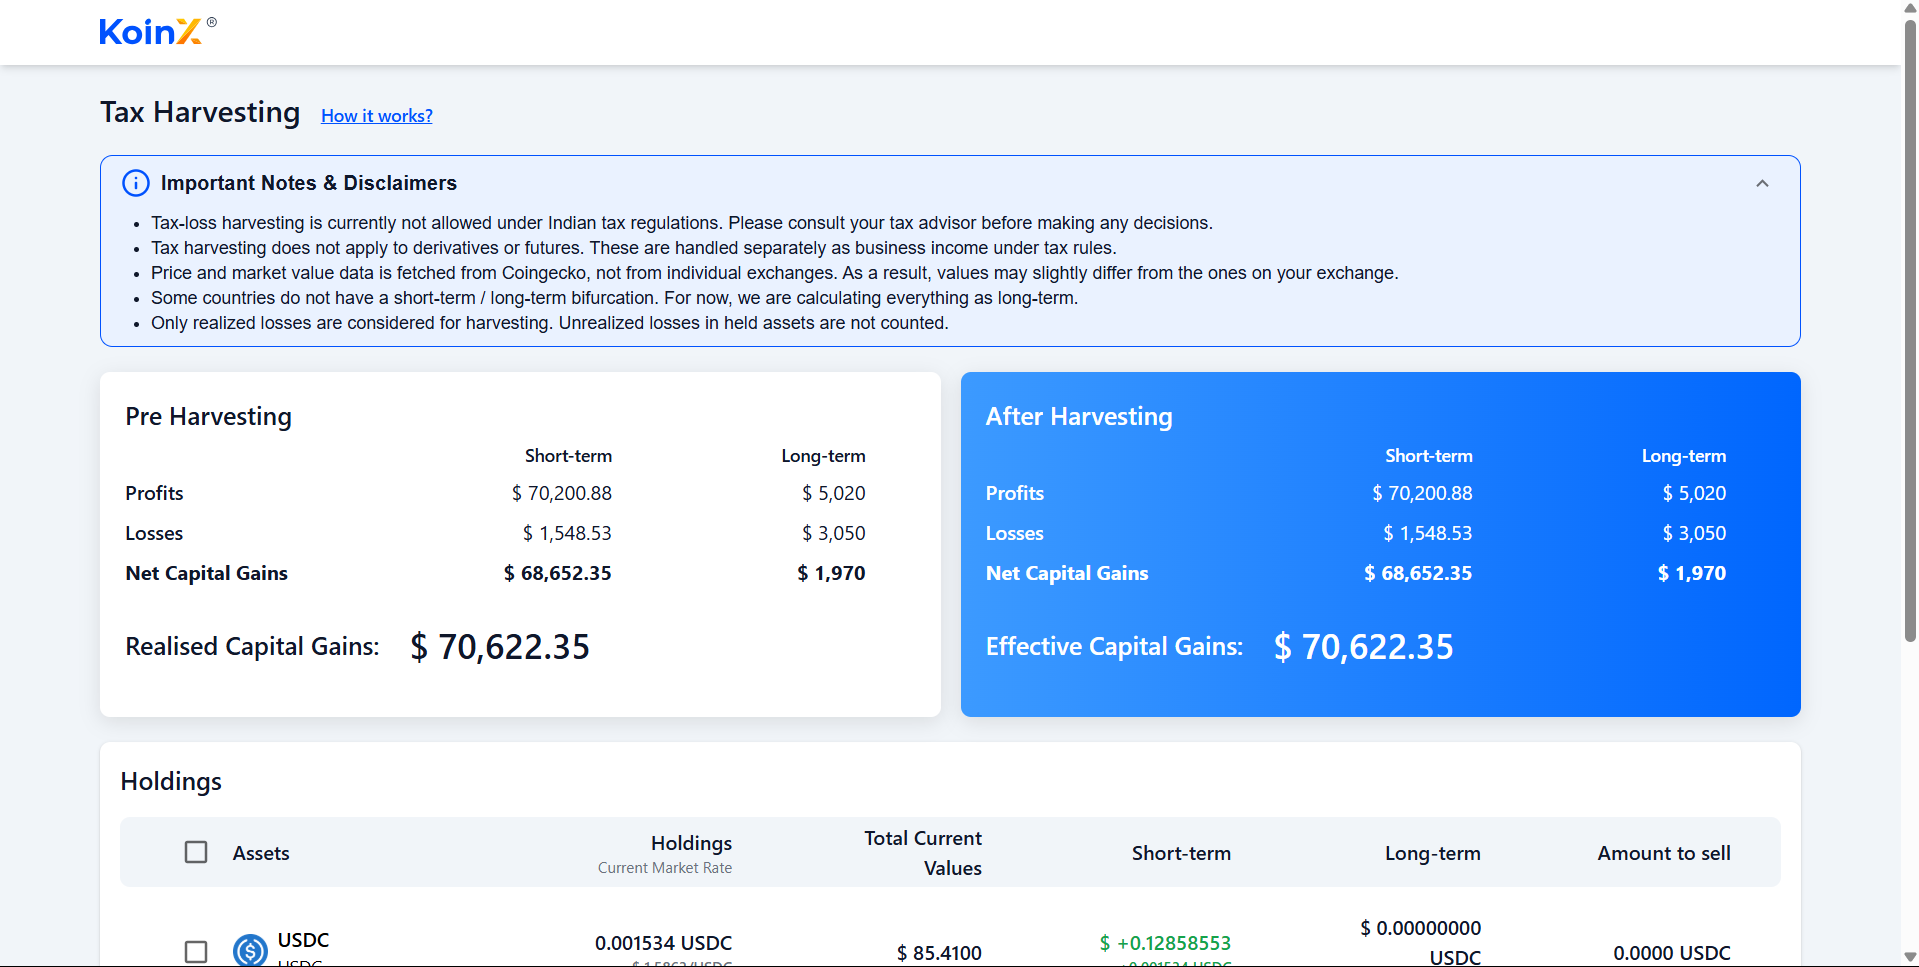 KoinX®
Tax Harvesting How it works?
Important Notes & Disclaimers
• Tax-loss harvesting is currently not allowed under Indian tax regulations. Please consult your tax advisor before making any decisions.
• Tax harvesting does not apply to derivatives or futures. These are handled separately as business income under tax rules.
• Price and market value data is fetched from Coingecko, not from individual exchanges. As a result, values may slightly differ from the ones on your exchange.
• Some countries do not have a short-term / long-term bifurcation. For now, we are calculating everything as long-term.
• Only realized losses are considered for harvesting. Unrealized losses in held assets are not counted.
Pre Harvesting
Short-term Long-term
Profits $ 70,200.88 $ 5,020
Losses $ 1,548.53 $ 3,050
Net Capital Gains $ 68,652.35 $ 1,970
Realised Capital Gains: $ 70,622.35
After Harvesting
Short-term Long-term
Profits $ 70,200.88 $ 5,020
Losses $ 1,548.53 $ 3,050
Net Capital Gains $ 68,652.35 $ 1,970
Effective Capital Gains: $ 70,622.35
Holdings
Assets Holdings Total Current Values Short-term Long-term Amount to sell
Current Market Rate
USDC 0.001534 USDC $ 85.4100 $ +0.12858553 $ 0.00000000 USDC 0.0000 USDC
USDC